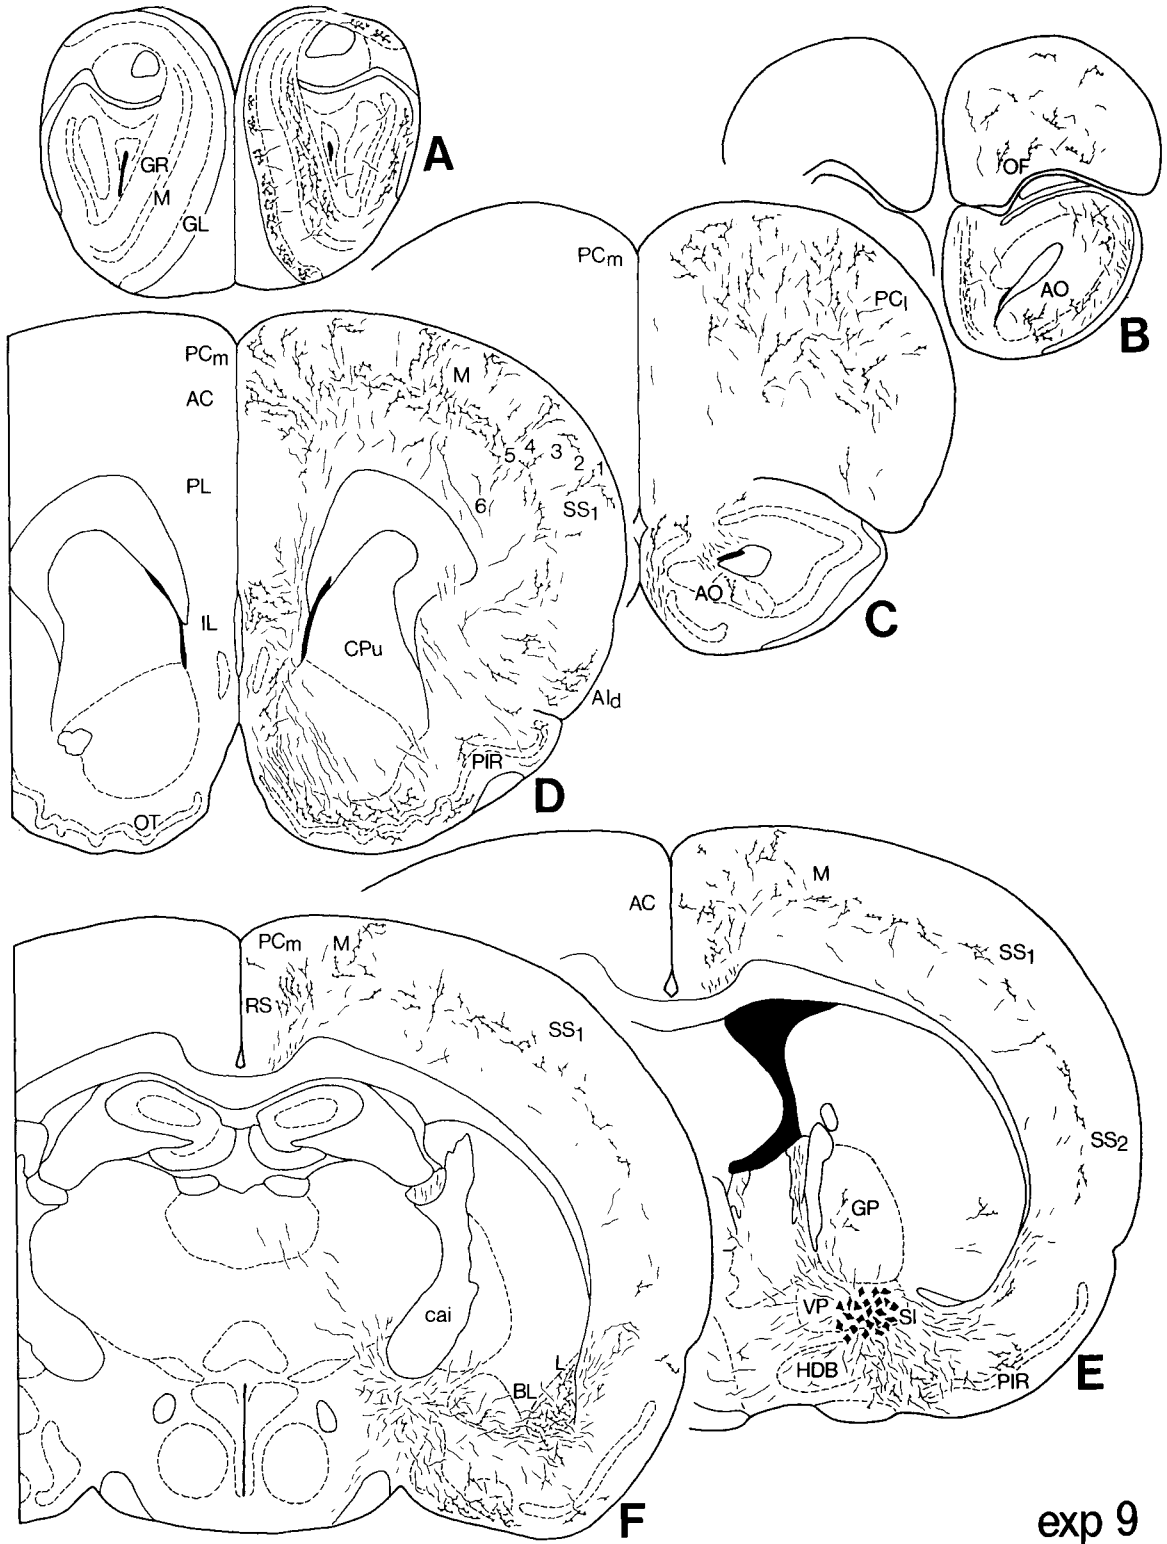 GR
M
GL
A
OF
AO
B
PCm
PCl
AO
C
PCm
AC
PL
IL
M
5 4 3 2 1
6
SS1
CPu
AId
PIR
OT
D
AC
M
SS1
SS2
GP
VP
SI
HDB
PIR
E
PCm
M
RS
SS1
cai
L
BL
F
exp 9